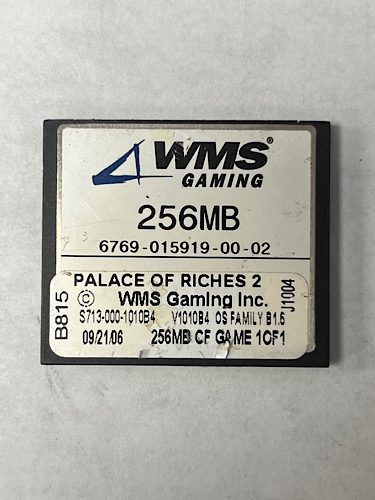 WMS®
GAMING
256MB
6769-015919-00-02
PALACE OF RICHES 2
© WMS Gaming Inc.
S713-000-1010B4 V1010B4 OS FAMILY B1.6
09/21/06 256MB CF GAME 1CF1
B815
J1004